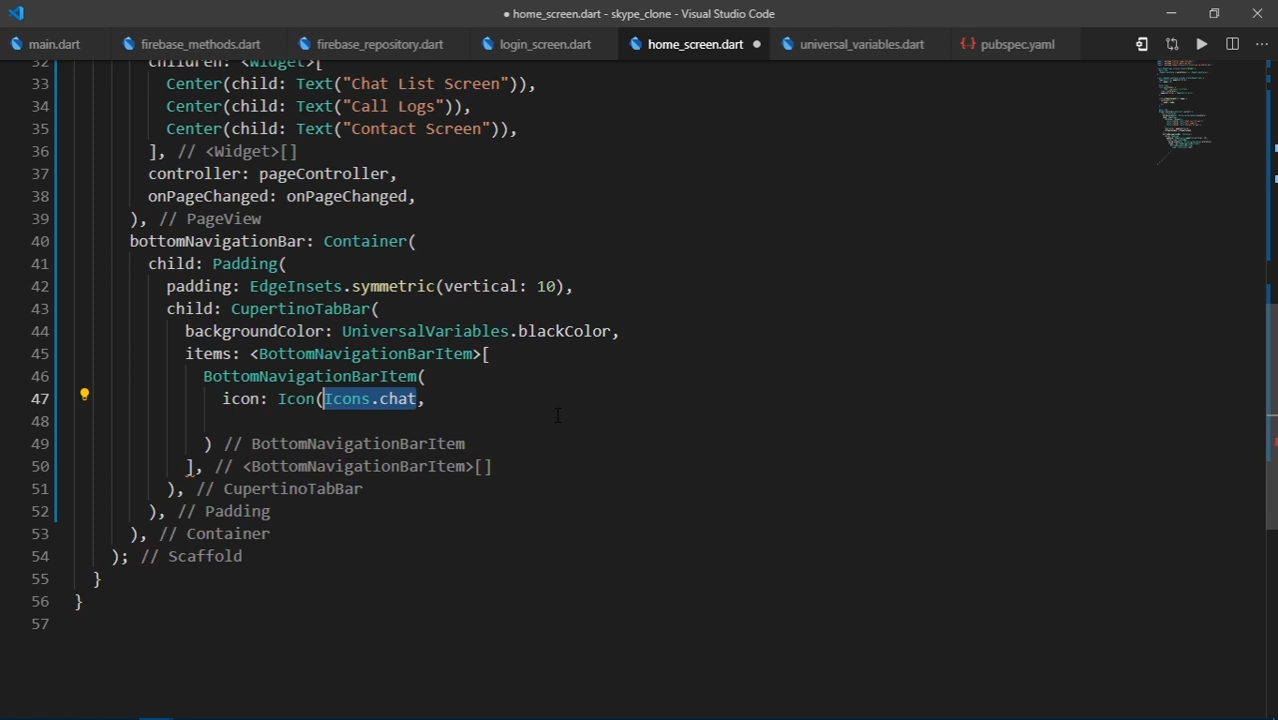 ● home_screen.dart - skype_clone - Visual Studio Code
main.dart firebase_methods.dart firebase_repository.dart login_screen.dart home_screen.dart ● universal_variables.dart pubspec.yaml
32 children: <Widget>[
33 Center(child: Text("Chat List Screen")),
34 Center(child: Text("Call Logs")),
35 Center(child: Text("Contact Screen")),
36 ], // <Widget>[]
37 controller: pageController,
38 onPageChanged: onPageChanged,
39 ), // PageView
40 bottomNavigationBar: Container(
41 child: Padding(
42 padding: EdgeInsets.symmetric(vertical: 10),
43 child: CupertinoTabBar(
44 backgroundColor: UniversalVariables.blackColor,
45 items: <BottomNavigationBarItem>[
46 BottomNavigationBarItem(
47 icon: Icon(Icons.chat,
48
49 ) // BottomNavigationBarItem
50 ], // <BottomNavigationBarItem>[]
51 ), // CupertinoTabBar
52 ), // Padding
53 ), // Container
54 ); // Scaffold
55 }
56 }
57